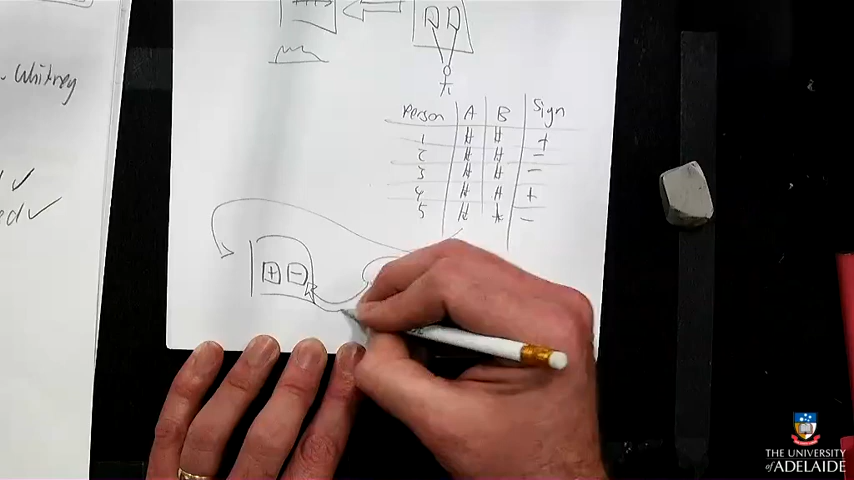 Whitney
Person A B Sign
1 # # +
2 # # -
3 # # -
4 # # +
5 # # -
+ -
THE UNIVERSITY
of ADELAIDE